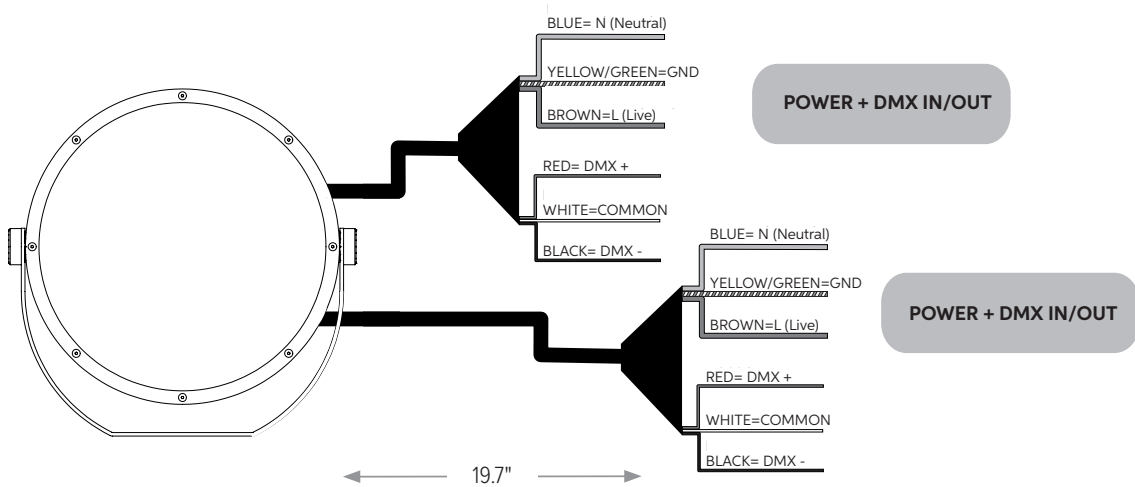 BLUE= N (Neutral)
YELLOW/GREEN=GND
BROWN=L (Live)
POWER + DMX IN/OUT
RED= DMX +
WHITE=COMMON
BLACK= DMX -
BLUE= N (Neutral)
YELLOW/GREEN=GND
BROWN=L (Live)
POWER + DMX IN/OUT
RED= DMX +
WHITE=COMMON
BLACK= DMX -
19.7"